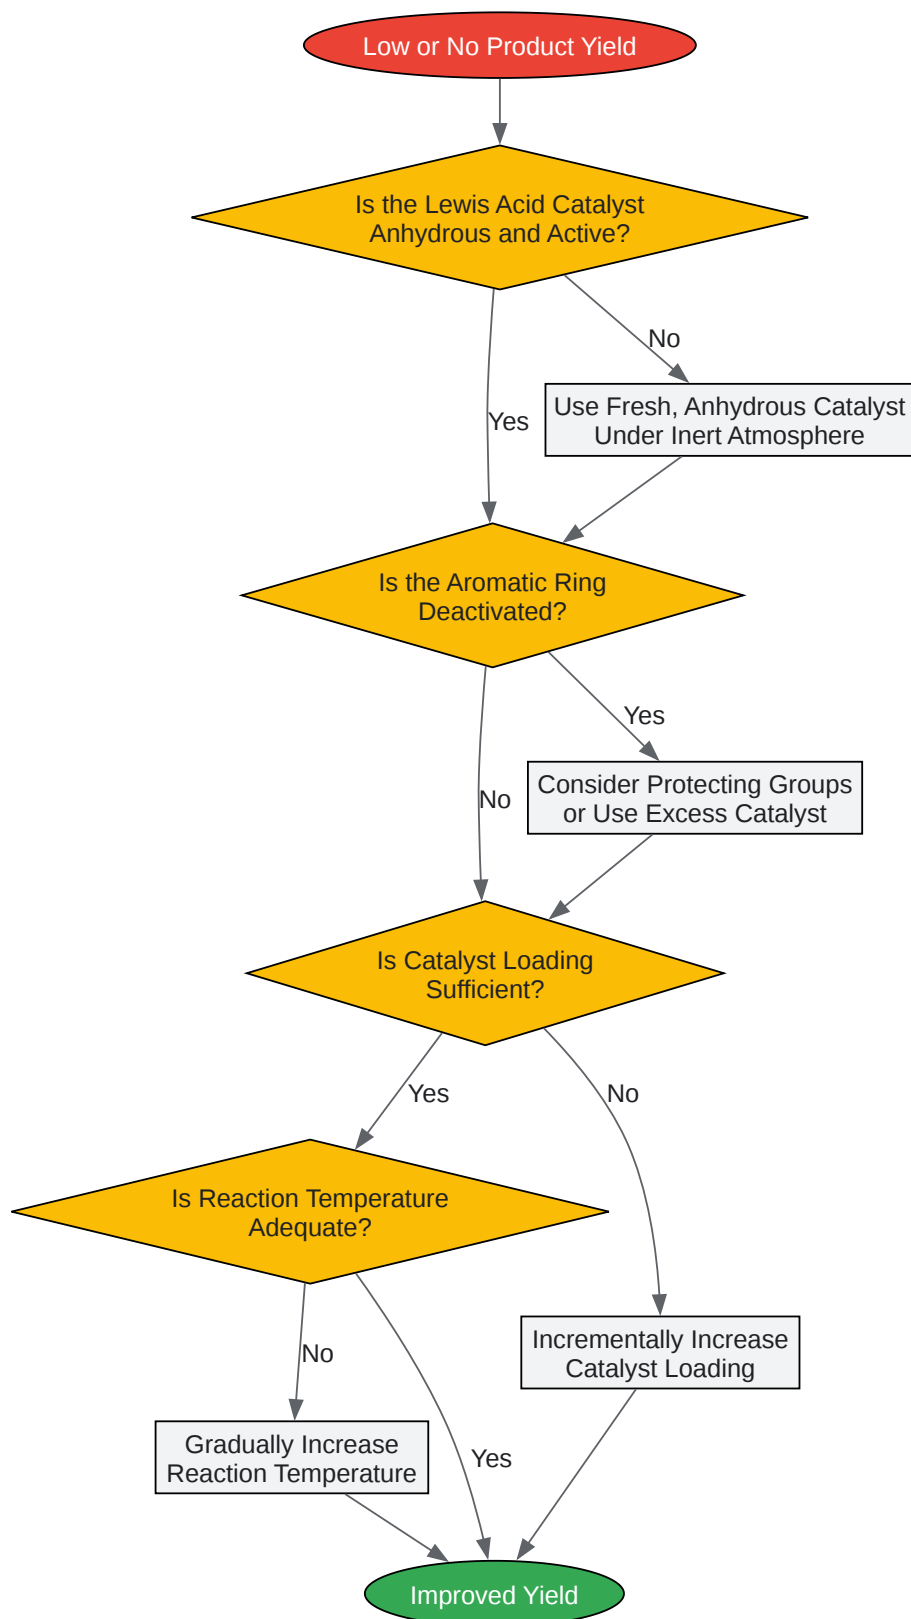 Low or No Product Yield
Is the Lewis Acid Catalyst
Anhydrous and Active?
No
Yes
Use Fresh, Anhydrous Catalyst
Under Inert Atmosphere
Is the Aromatic Ring
Deactivated?
Yes
No
Consider Protecting Groups
or Use Excess Catalyst
Is Catalyst Loading
Sufficient?
Yes
No
Is Reaction Temperature
Adequate?
No
Incrementally Increase
Catalyst Loading
Gradually Increase
Reaction Temperature
Yes
Improved Yield